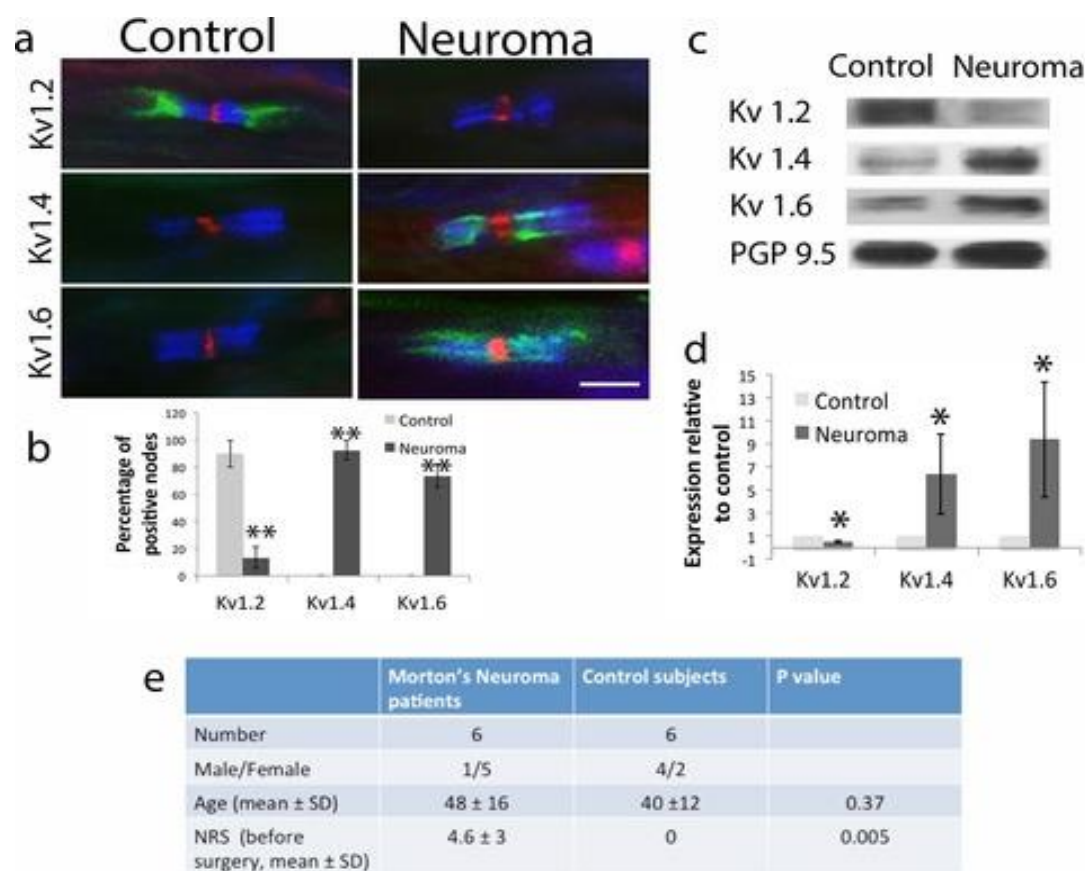 a
Control Neuroma
Kv1.2
Kv1.4
Kv1.6
b
Percentage of
positive nodes
120
100
80
60
40
20
0
Control
Neuroma
**
**
**
Kv1.2 Kv1.4 Kv1.6
c
Control Neuroma
Kv 1.2
Kv 1.4
Kv 1.6
PGP 9.5
d
Expression relative
to control
15
13
11
9
7
5
3
1
-1
Control
Neuroma
*
*
*
Kv1.2 Kv1.4 Kv1.6
e
Morton's Neuroma patients Control subjects P value
Number 6 6
Male/Female 1/5 4/2
Age (mean ± SD) 48 ± 16 40 ±12 0.37
NRS (before surgery, mean ± SD) 4.6 ± 3 0 0.005